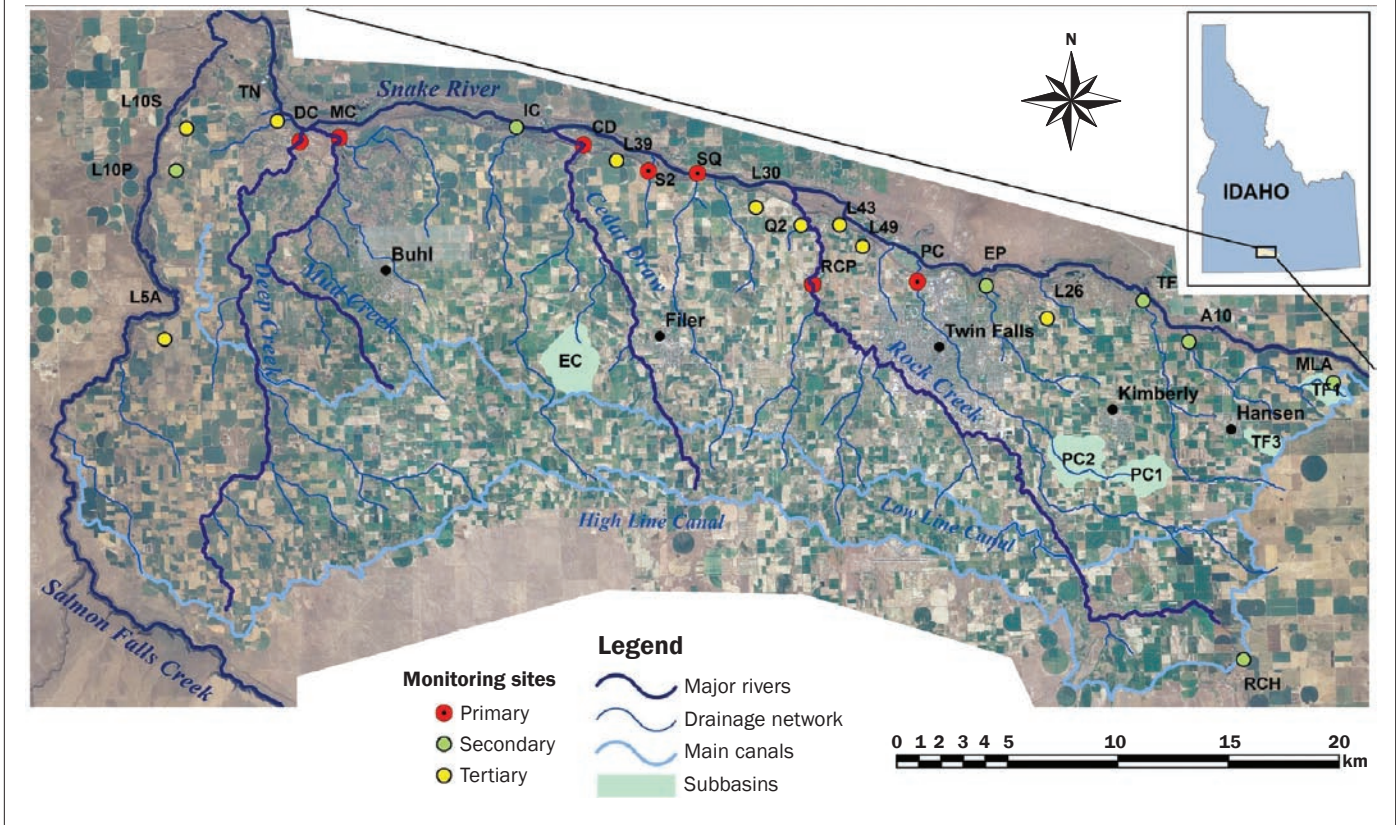 N
IDAHO
Snake River
L10S
TN
DC
MC
IC
CD
L39
S2
SQ
L30
L10P
Q2
L43
L49
PC
EP
RCP
L26
TF
A10
MLA
TF1
L5A
Buhl
Deep Creek
Mud Creek
Cedar Draw
Filer
EC
Twin Falls
Rock Creek
Kimberly
Hansen
TF3
PC2
PC1
High Line Canal
Low Line Canal
Salmon Falls Creek
RCH
Legend
Monitoring sites
Primary
Secondary
Tertiary
Major rivers
Drainage network
Main canals
Subbasins
0 1 2 3 4 5 10 15 20
km